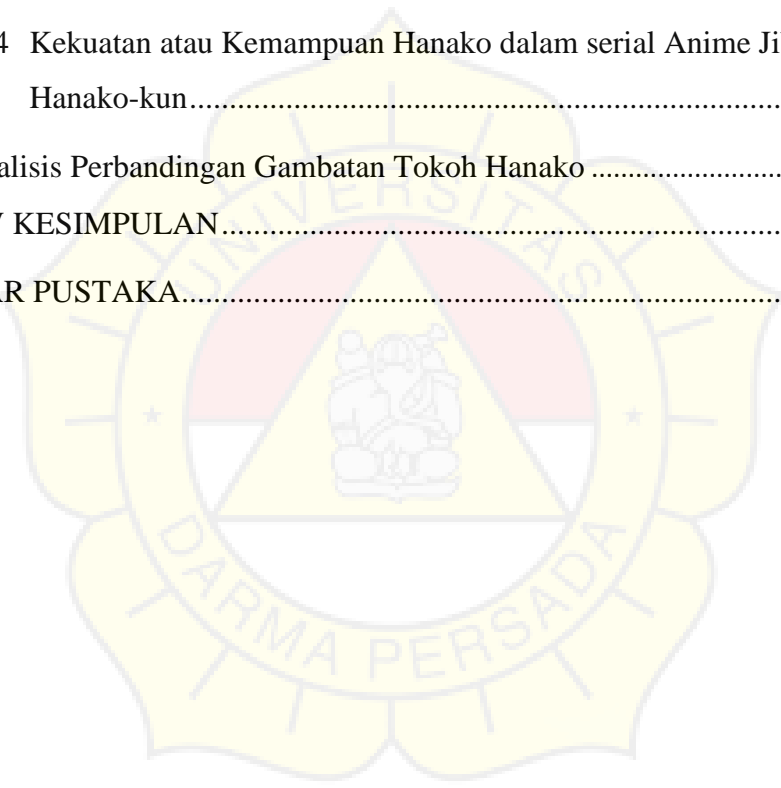 4 Kekuatan atau Kemampuan Hanako dalam serial Anime Ji
Hanako-kun....................................................................................
alisis Perbandingan Gambatan Tokoh Hanako ..........................
KESIMPULAN................................................................................
AR PUSTAKA...................................................................................
UNIVERSITAS
DARMA PERSADA